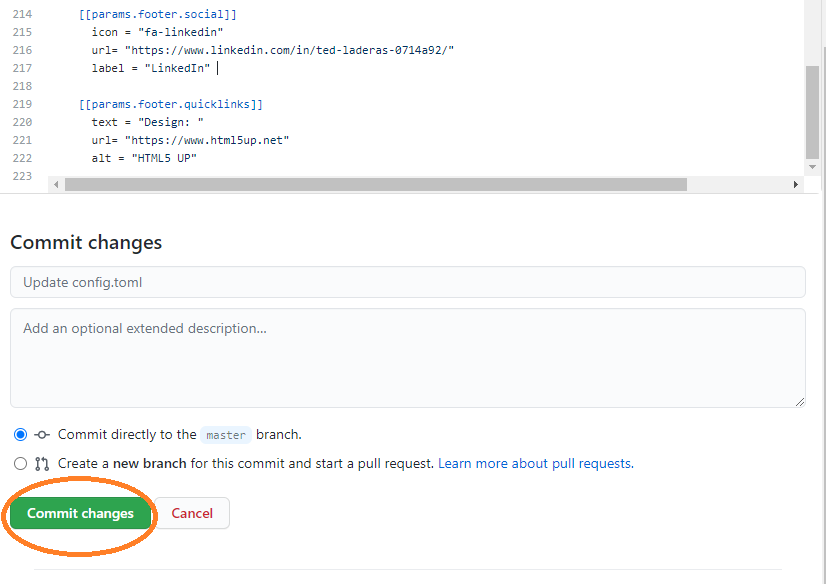 214 [[params.footer.social]]
215 icon = "fa-linkedin"
216 url= "https://www.linkedin.com/in/ted-laderas-0714a92/"
217 label = "LinkedIn"
218
219 [[params.footer.quicklinks]]
220 text = "Design: "
221 url= "https://www.html5up.net"
222 alt = "HTML5 UP"
223
Commit changes
Update config.toml
Add an optional extended description...
Commit directly to the master branch.
Create a new branch for this commit and start a pull request. Learn more about pull requests.
Commit changes Cancel